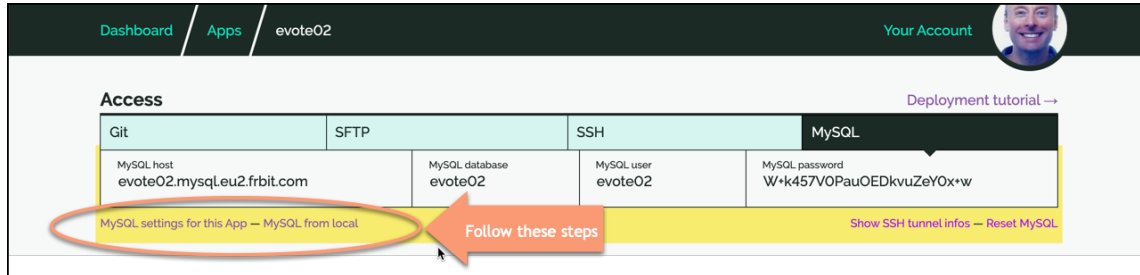 Dashboard Apps evote02 Your Account
Access Deployment tutorial →
Git SFTP SSH MySQL
MySQL host MySQL database MySQL user MySQL password
evote02.mysql.eu2.frbit.com evote02 evote02 W+k457V0PauOEDkvuZeY0x+w
MySQL settings for this App — MySQL from local Follow these steps Show SSH tunnel infos — Reset MySQL